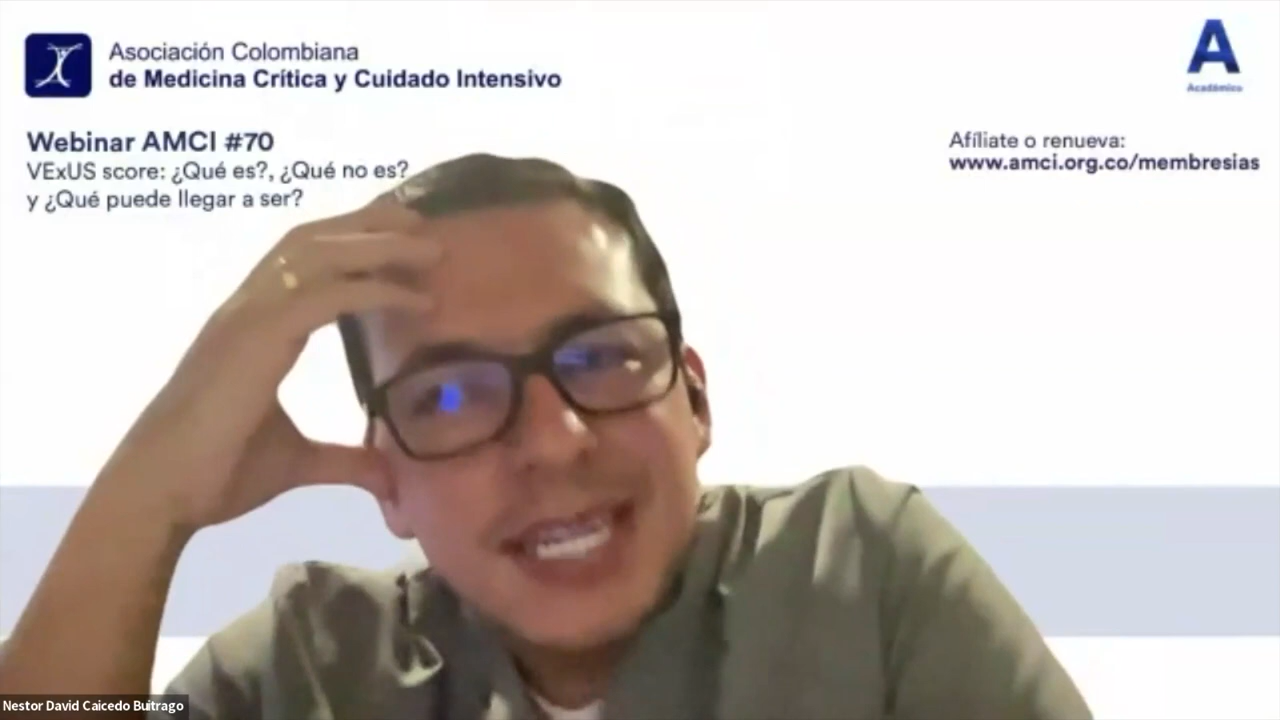 Asociación Colombiana
de Medicina Crítica y Cuidado Intensivo
A
Académico
Webinar AMCI #70
VExUS score: ¿Qué es?, ¿Qué no es?
y ¿Qué puede llegar a ser?
Afíliate o renueva:
www.amci.org.co/membresias
Nestor David Caicedo Buitrago